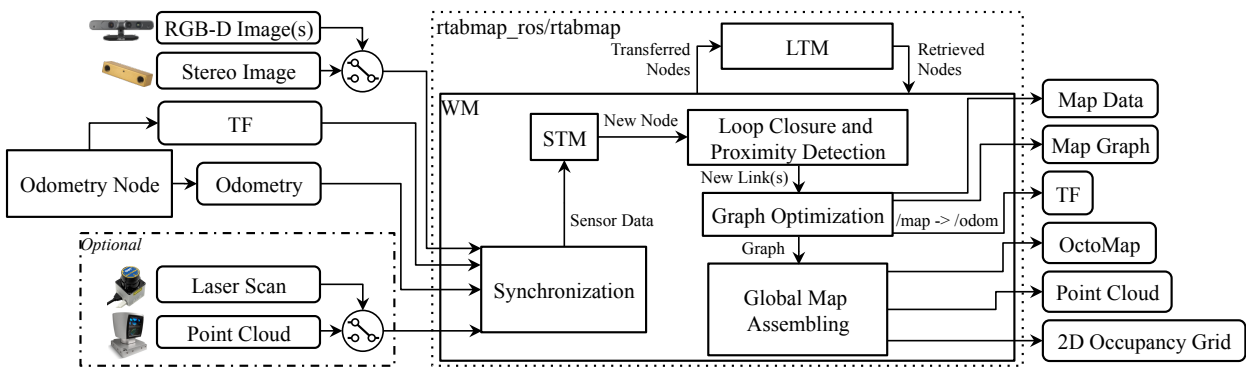 RGB-D Image(s)
Stereo Image
TF
Odometry Node
Odometry
Optional
Laser Scan
Point Cloud
rtabmap_ros/rtabmap
Transferred
Nodes
LTM
Retrieved
Nodes
WM
STM
New Node
Loop Closure and
Proximity Detection
New Link(s)
Graph Optimization
/map -> /odom
Sensor Data
Graph
Synchronization
Global Map
Assembling
Map Data
Map Graph
TF
OctoMap
Point Cloud
2D Occupancy Grid